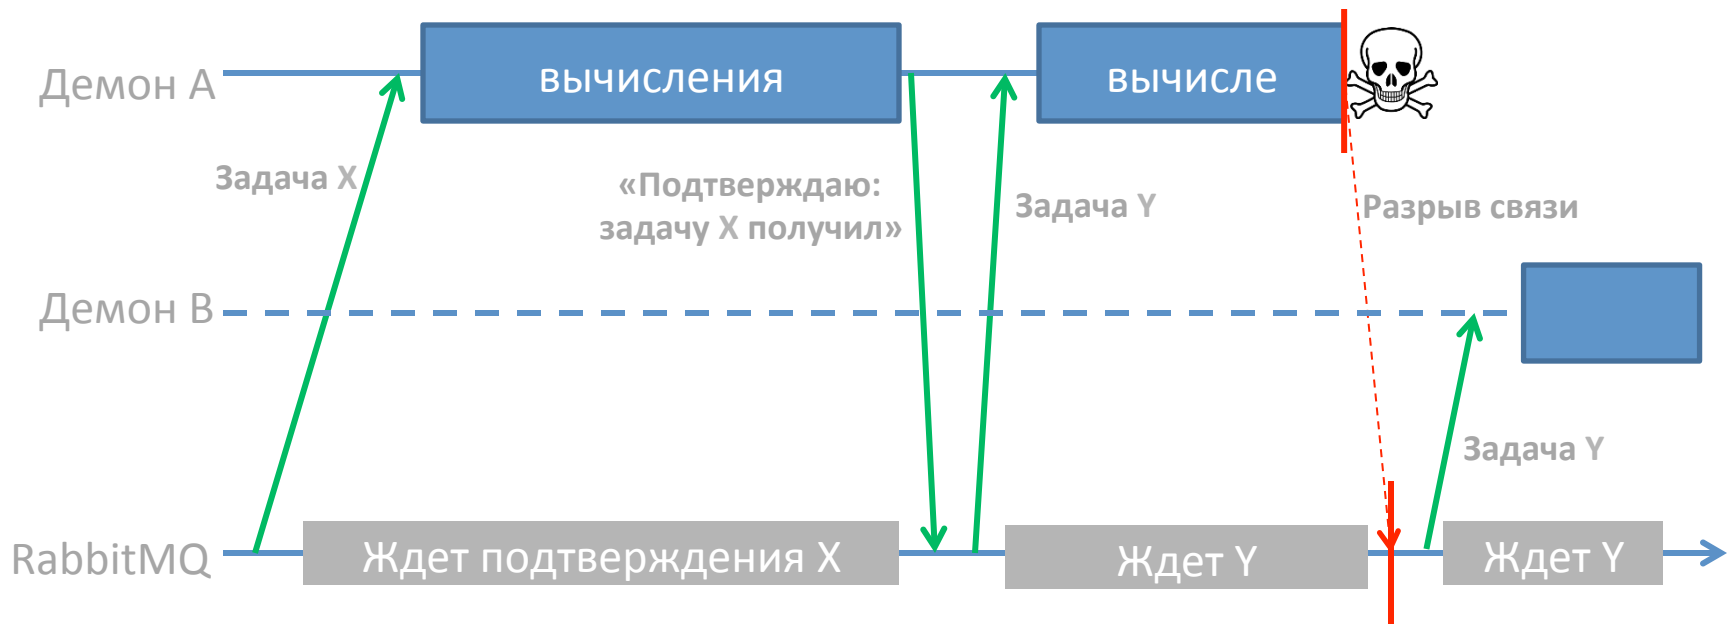 Демон A
вычисления
вычисле
Задача X
«Подтверждаю:
задачу X получил»
Задача Y
Разрыв связи
Демон B
Задача Y
RabbitMQ
Ждет подтверждения X
Ждет Y
Ждет Y